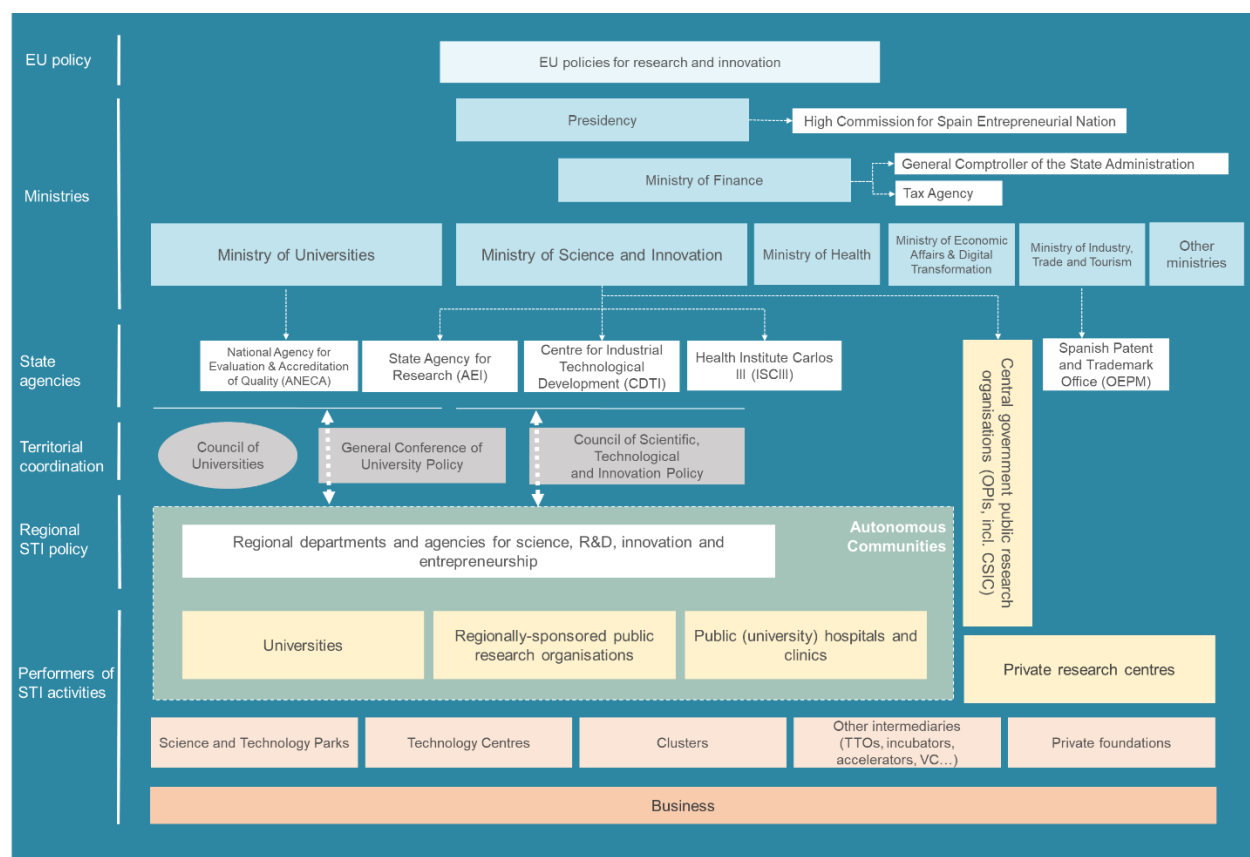 EU policy
EU policies for research and innovation
Ministries
Presidency
High Commission for Spain Entrepreneurial Nation
Ministry of Finance
General Comptroller of the State Administration
Tax Agency
Ministry of Universities
Ministry of Science and Innovation
Ministry of Health
Ministry of Economic
Affairs & Digital
Transformation
Ministry of Industry,
Trade and Tourism
Other
ministries
State
agencies
National Agency for
Evaluation & Accreditation
of Quality (ANECA)
State Agency for
Research (AEI)
Centre for Industrial
Technological
Development (CDTI)
Health Institute Carlos
III (ISCIII)
Central government public research
organisations (OPIs, incl. CSIC)
Spanish Patent
and Trademark
Office (OEPM)
Territorial
coordination
Council of
Universities
General Conference of
University Policy
Council of Scientific,
Technological
and Innovation Policy
Regional
STI policy
Autonomous
Communities
Regional departments and agencies for science, R&D, innovation and
entrepreneurship
Performers of
STI activities
Universities
Regionally-sponsored public
research organisations
Public (university) hospitals and
clinics
Private research centres
Science and Technology Parks
Technology Centres
Clusters
Other intermediaries
(TTOs, incubators,
accelerators, VC…)
Private foundations
Business